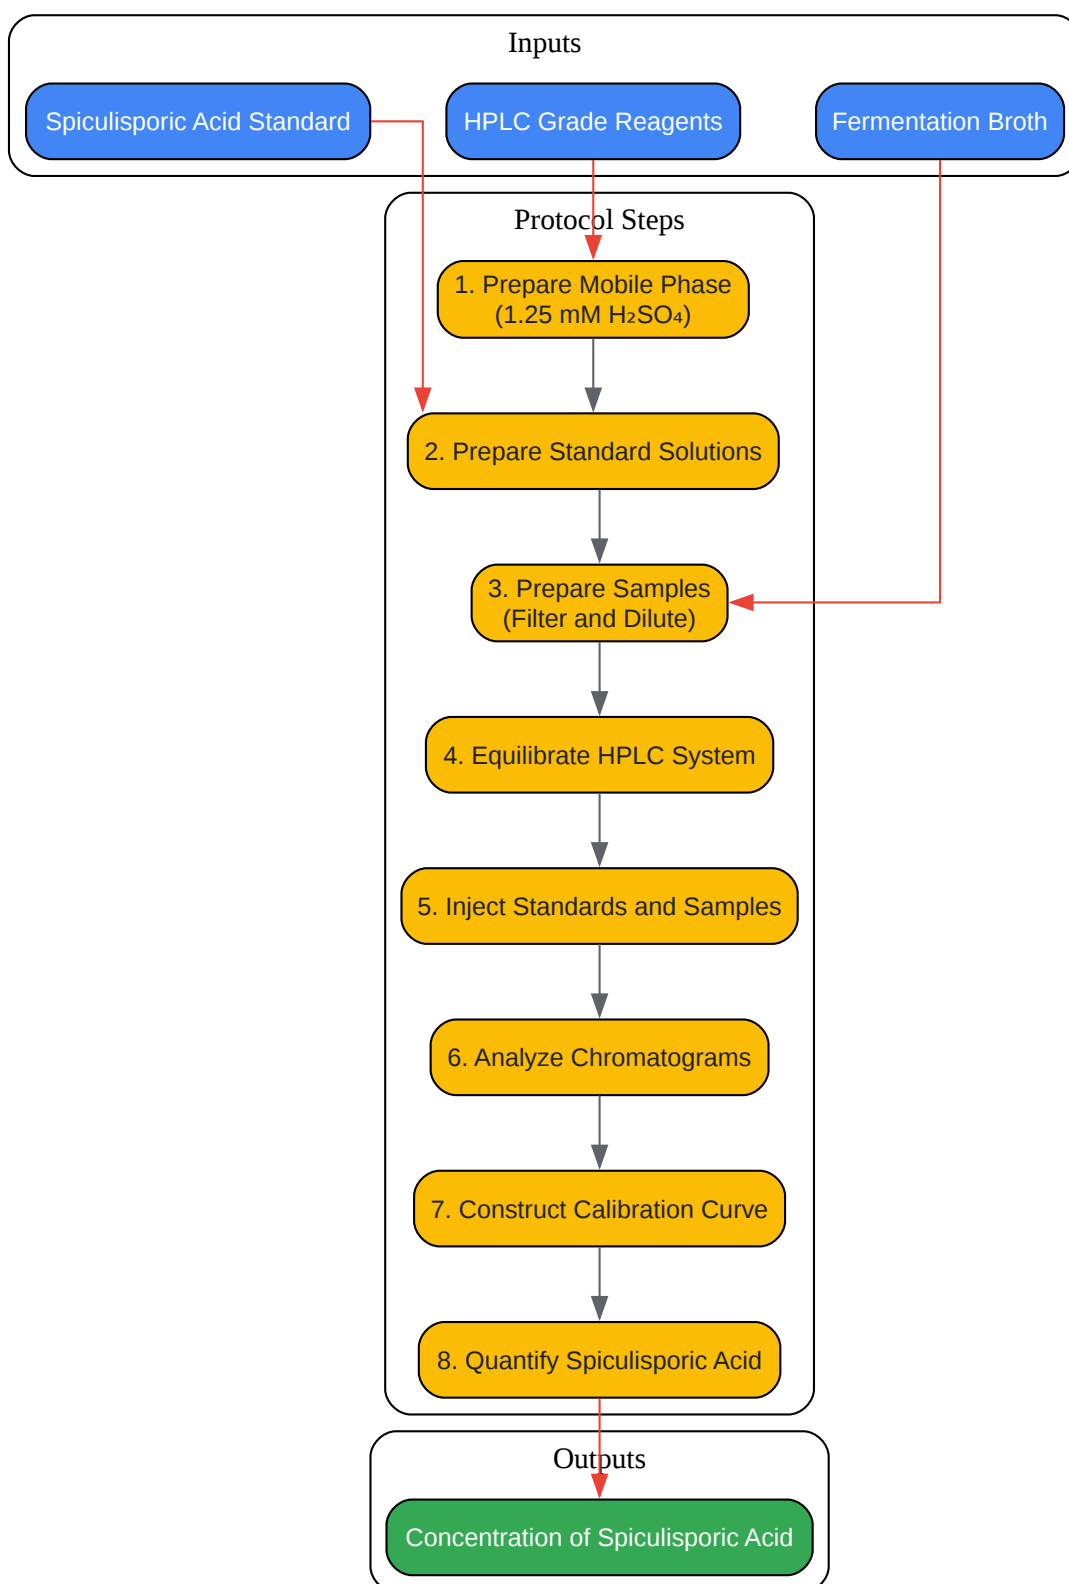 Inputs
Spiculisporic Acid Standard
HPLC Grade Reagents
Fermentation Broth
Protocol Steps
1. Prepare Mobile Phase
(1.25 mM H₂SO₄)
2. Prepare Standard Solutions
3. Prepare Samples
(Filter and Dilute)
4. Equilibrate HPLC System
5. Inject Standards and Samples
6. Analyze Chromatograms
7. Construct Calibration Curve
8. Quantify Spiculisporic Acid
Outputs
Concentration of Spiculisporic Acid